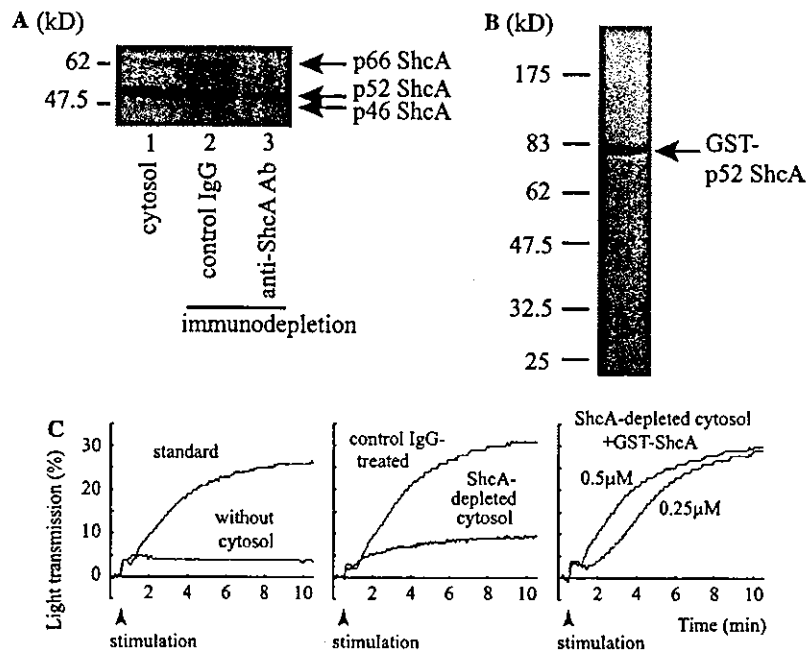 A (kD)
62
47.5
p66 ShcA
p52 ShcA
p46 ShcA
1 2 3
cytosol
control IgG
anti-ShcA Ab
immunodepletion
B (kD)
175
83
62
47.5
32.5
25
GST-
p52 ShcA
C
Light transmission (%)
30
20
10
0
standard
without
cytosol
2 4 6 8 10
stimulation
control IgG-
treated
ShcA-
depleted
cytosol
2 4 6 8 10
stimulation
ShcA-depleted cytosol
+GST-ShcA
0.5µM
0.25µM
2 4 6 8 10
Time (min)
stimulation